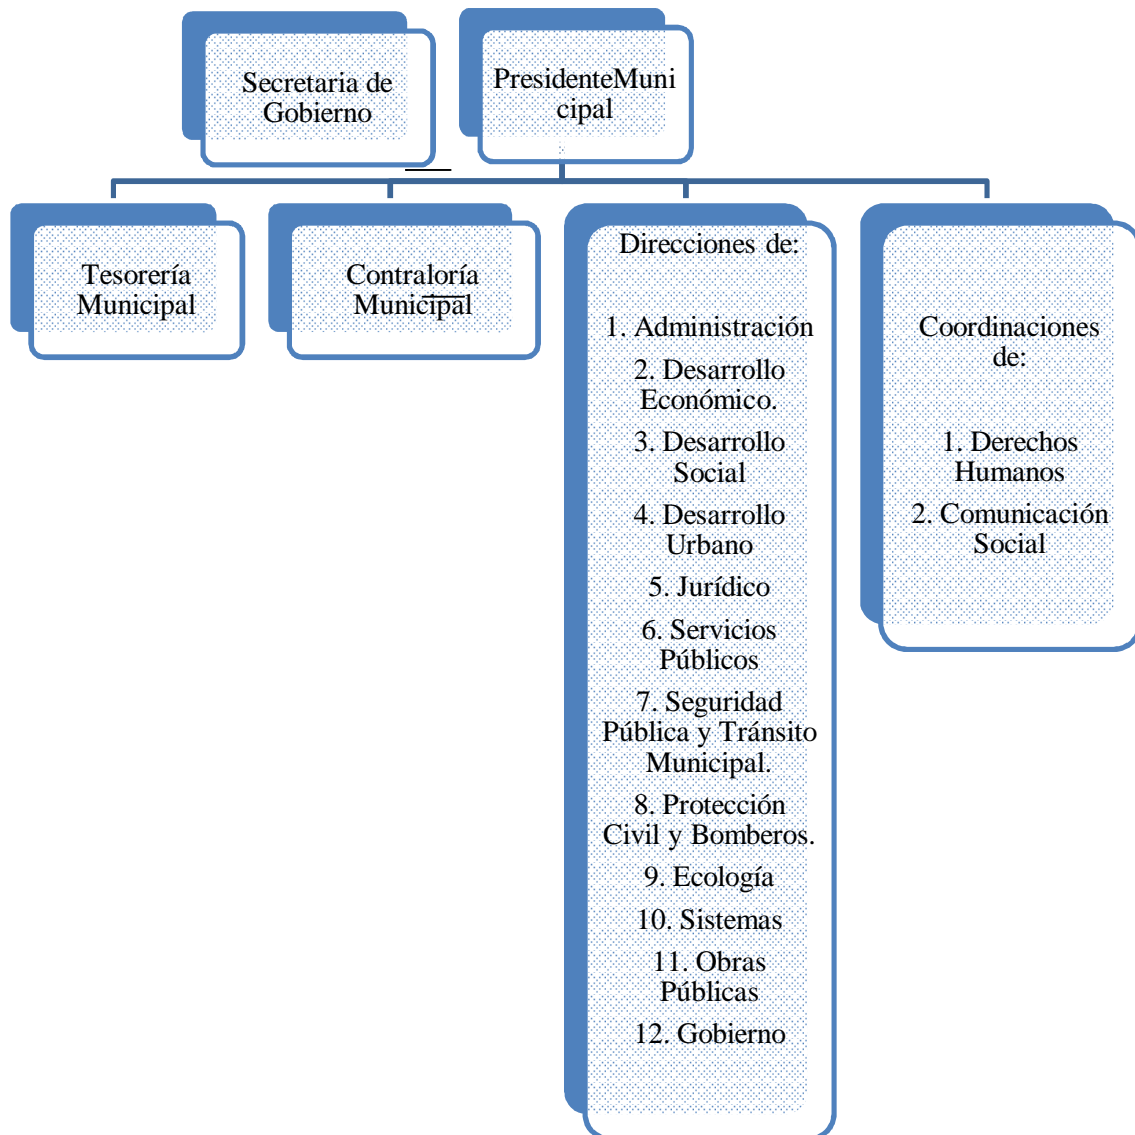 Secretaria de
Gobierno
PresidenteMuni
cipal
Tesorería
Municipal
Contraloría
Municipal
Direcciones de:
1. Administración
2. Desarrollo
Económico.
3. Desarrollo
Social
4. Desarrollo
Urbano
5. Jurídico
6. Servicios
Públicos
7. Seguridad
Pública y Tránsito
Municipal.
8. Protección
Civil y Bomberos.
9. Ecología
10. Sistemas
11. Obras
Públicas
12. Gobierno
Coordinaciones
de:
1. Derechos
Humanos
2. Comunicación
Social